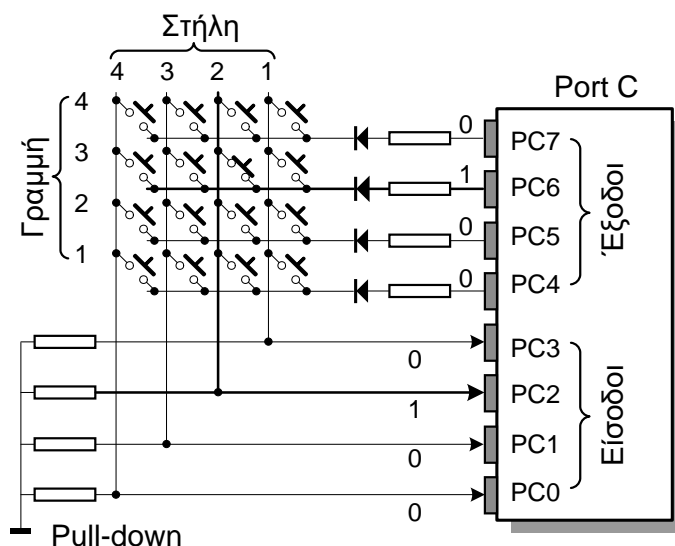 Στήλη
4 3 2 1
Port C
Γραμμή
4
3
2
1
0
PC7
1
PC6
0
PC5
0
PC4
Έξοδοι
0
PC3
1
PC2
0
PC1
0
PC0
Είσοδοι
Pull-down